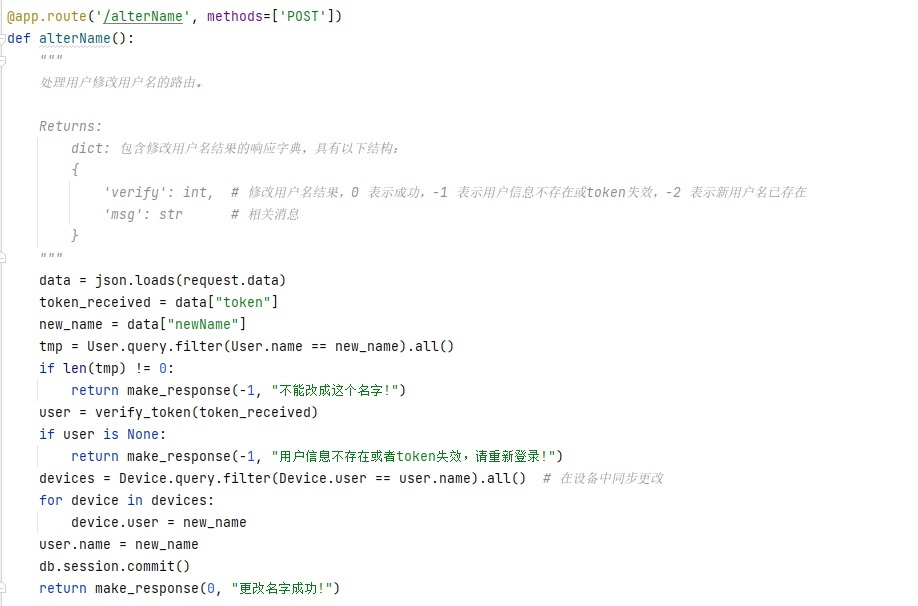 @app.route('/alterName', methods=['POST'])
def alterName():
    """
    处理用户修改用户名的路由。

    Returns:
        dict: 包含修改用户名结果的响应字典，具有以下结构：
        {
            'verify': int,  # 修改用户名结果，0 表示成功，-1 表示用户信息不存在或token失效，-2 表示新用户名已存在
            'msg': str      # 相关消息
        }
    """
    data = json.loads(request.data)
    token_received = data["token"]
    new_name = data["newName"]
    tmp = User.query.filter(User.name == new_name).all()
    if len(tmp) != 0:
        return make_response(-1, "不能改成这个名字!")
    user = verify_token(token_received)
    if user is None:
        return make_response(-1, "用户信息不存在或者token失效，请重新登录!")
    devices = Device.query.filter(Device.user == user.name).all()  # 在设备中同步更改
    for device in devices:
        device.user = new_name
    user.name = new_name
    db.session.commit()
    return make_response(0, "更改名字成功!")